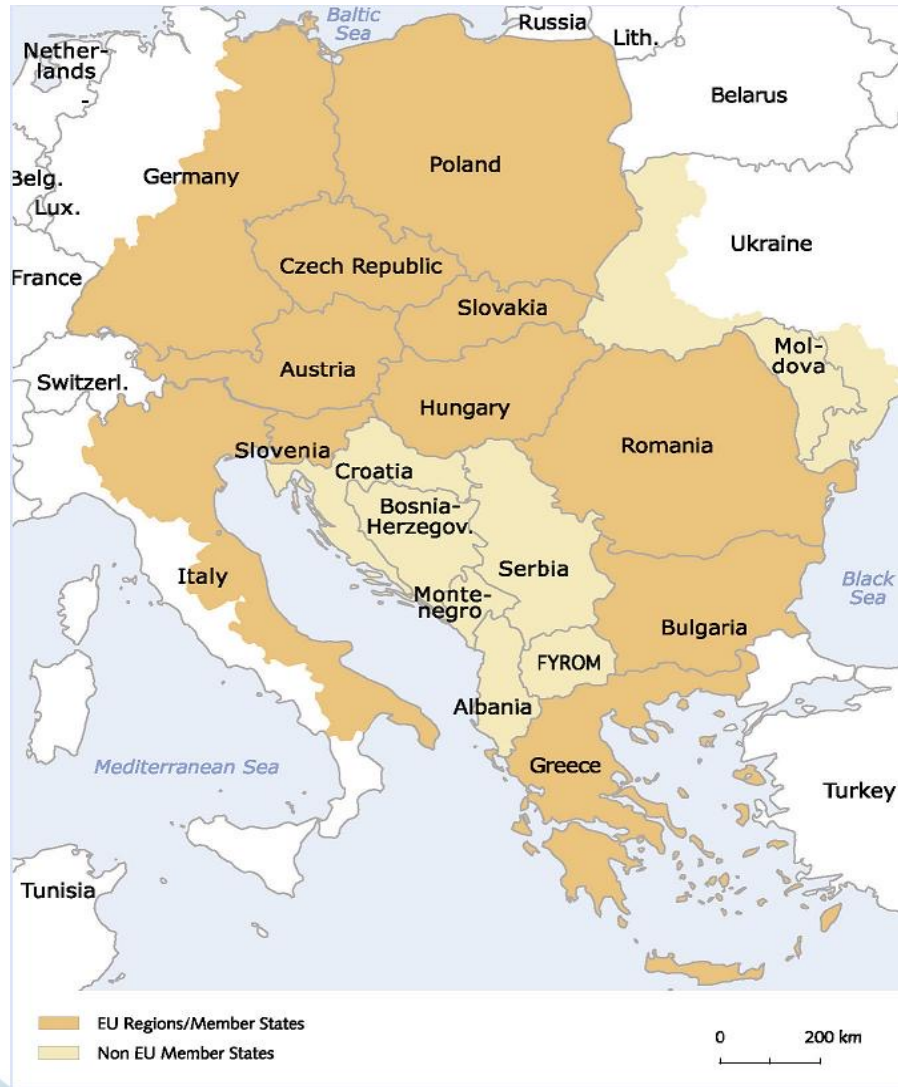 Baltic
Sea
Russia
Lith.
Nether-
lands
-
Belarus
Belg.
Germany
Poland
Lux.
Ukraine
France
Czech Republic
Slovakia
Mol-
dova
Switzerl.
Austria
Hungary
Romania
Slovenia
Croatia
Bosnia-
Herzegov.
Serbia
Italy
Monte-
negro
Black
Sea
Bulgaria
FYROM
Albania
Mediterranean Sea
Greece
Turkey
Tunisia
EU Regions/Member States
Non EU Member States
0 200 km